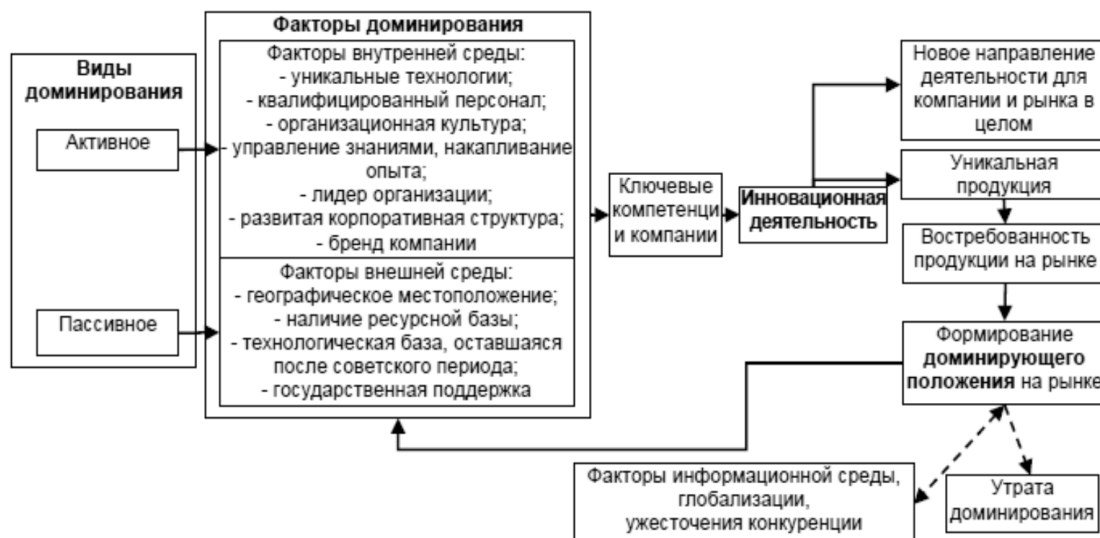 Виды
доминирования
Активное
Пассивное
Факторы доминирования
Факторы внутренней среды:
- уникальные технологии;
- квалифицированный персонал;
- организационная культура;
- управление знаниями, накапливание
опыта;
- лидер организации;
- развитая корпоративная структура;
- бренд компании
Факторы внешней среды:
- географическое местоположение;
- наличие ресурсной базы;
- технологическая база, оставшаяся
после советского периода;
- государственная поддержка
Ключевые
компетенци
и компании
Инновационная
деятельность
Новое направление
деятельности для
компании и рынка в
целом
Уникальная
продукция
Востребованность
продукции на рынке
Формирование
доминирующего
положения на рынке
Факторы информационной среды,
глобализации,
ужесточения конкуренции
Утрата
доминирования